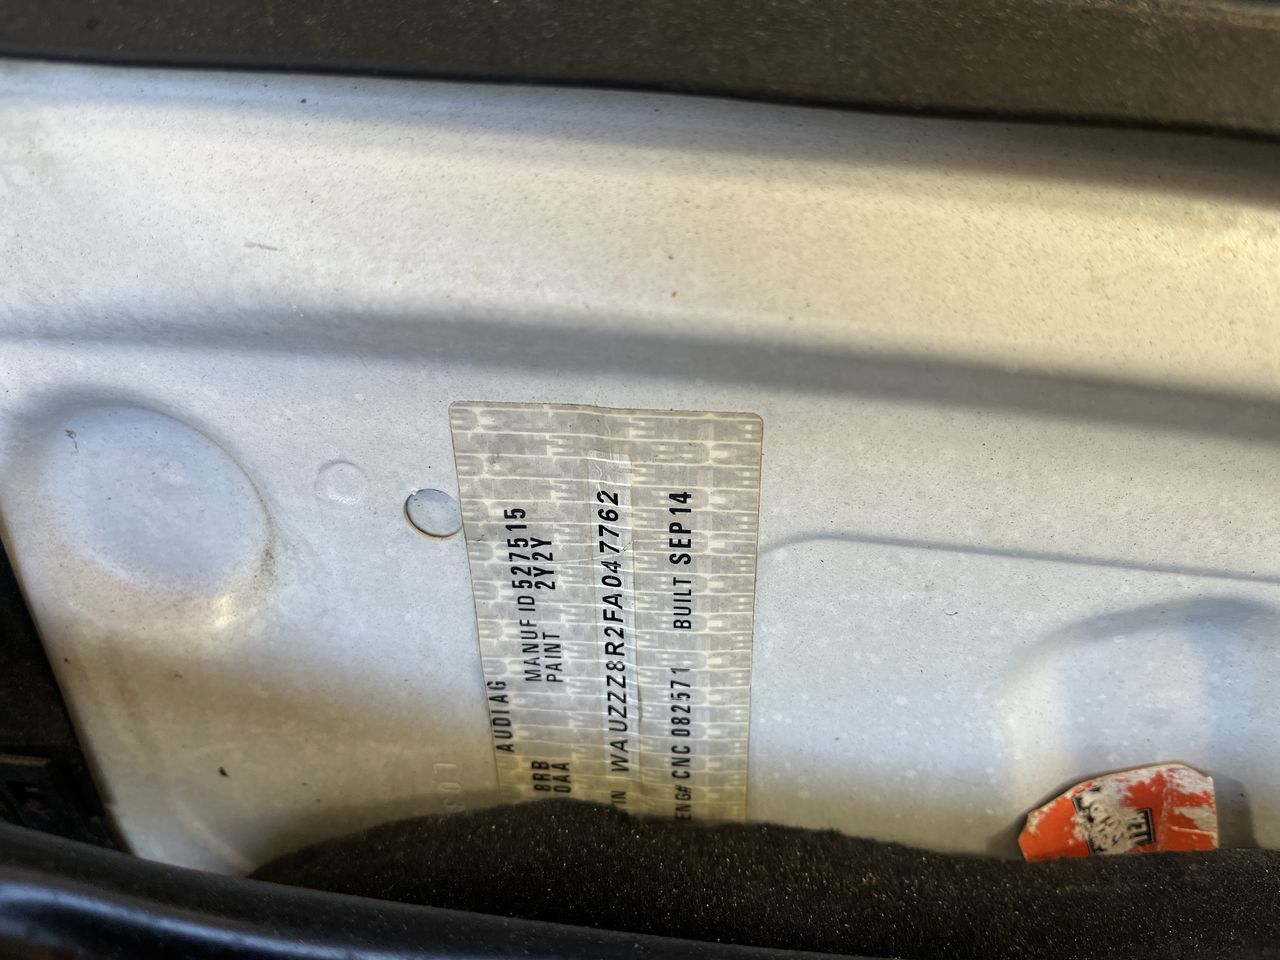 AUDI AG
8RB MANUF ID 527515
0AA PAINT 2Y2Y
VIN WAUZZZ8R2FA047762
ENG# CNC 082571 BUILT SEP 14